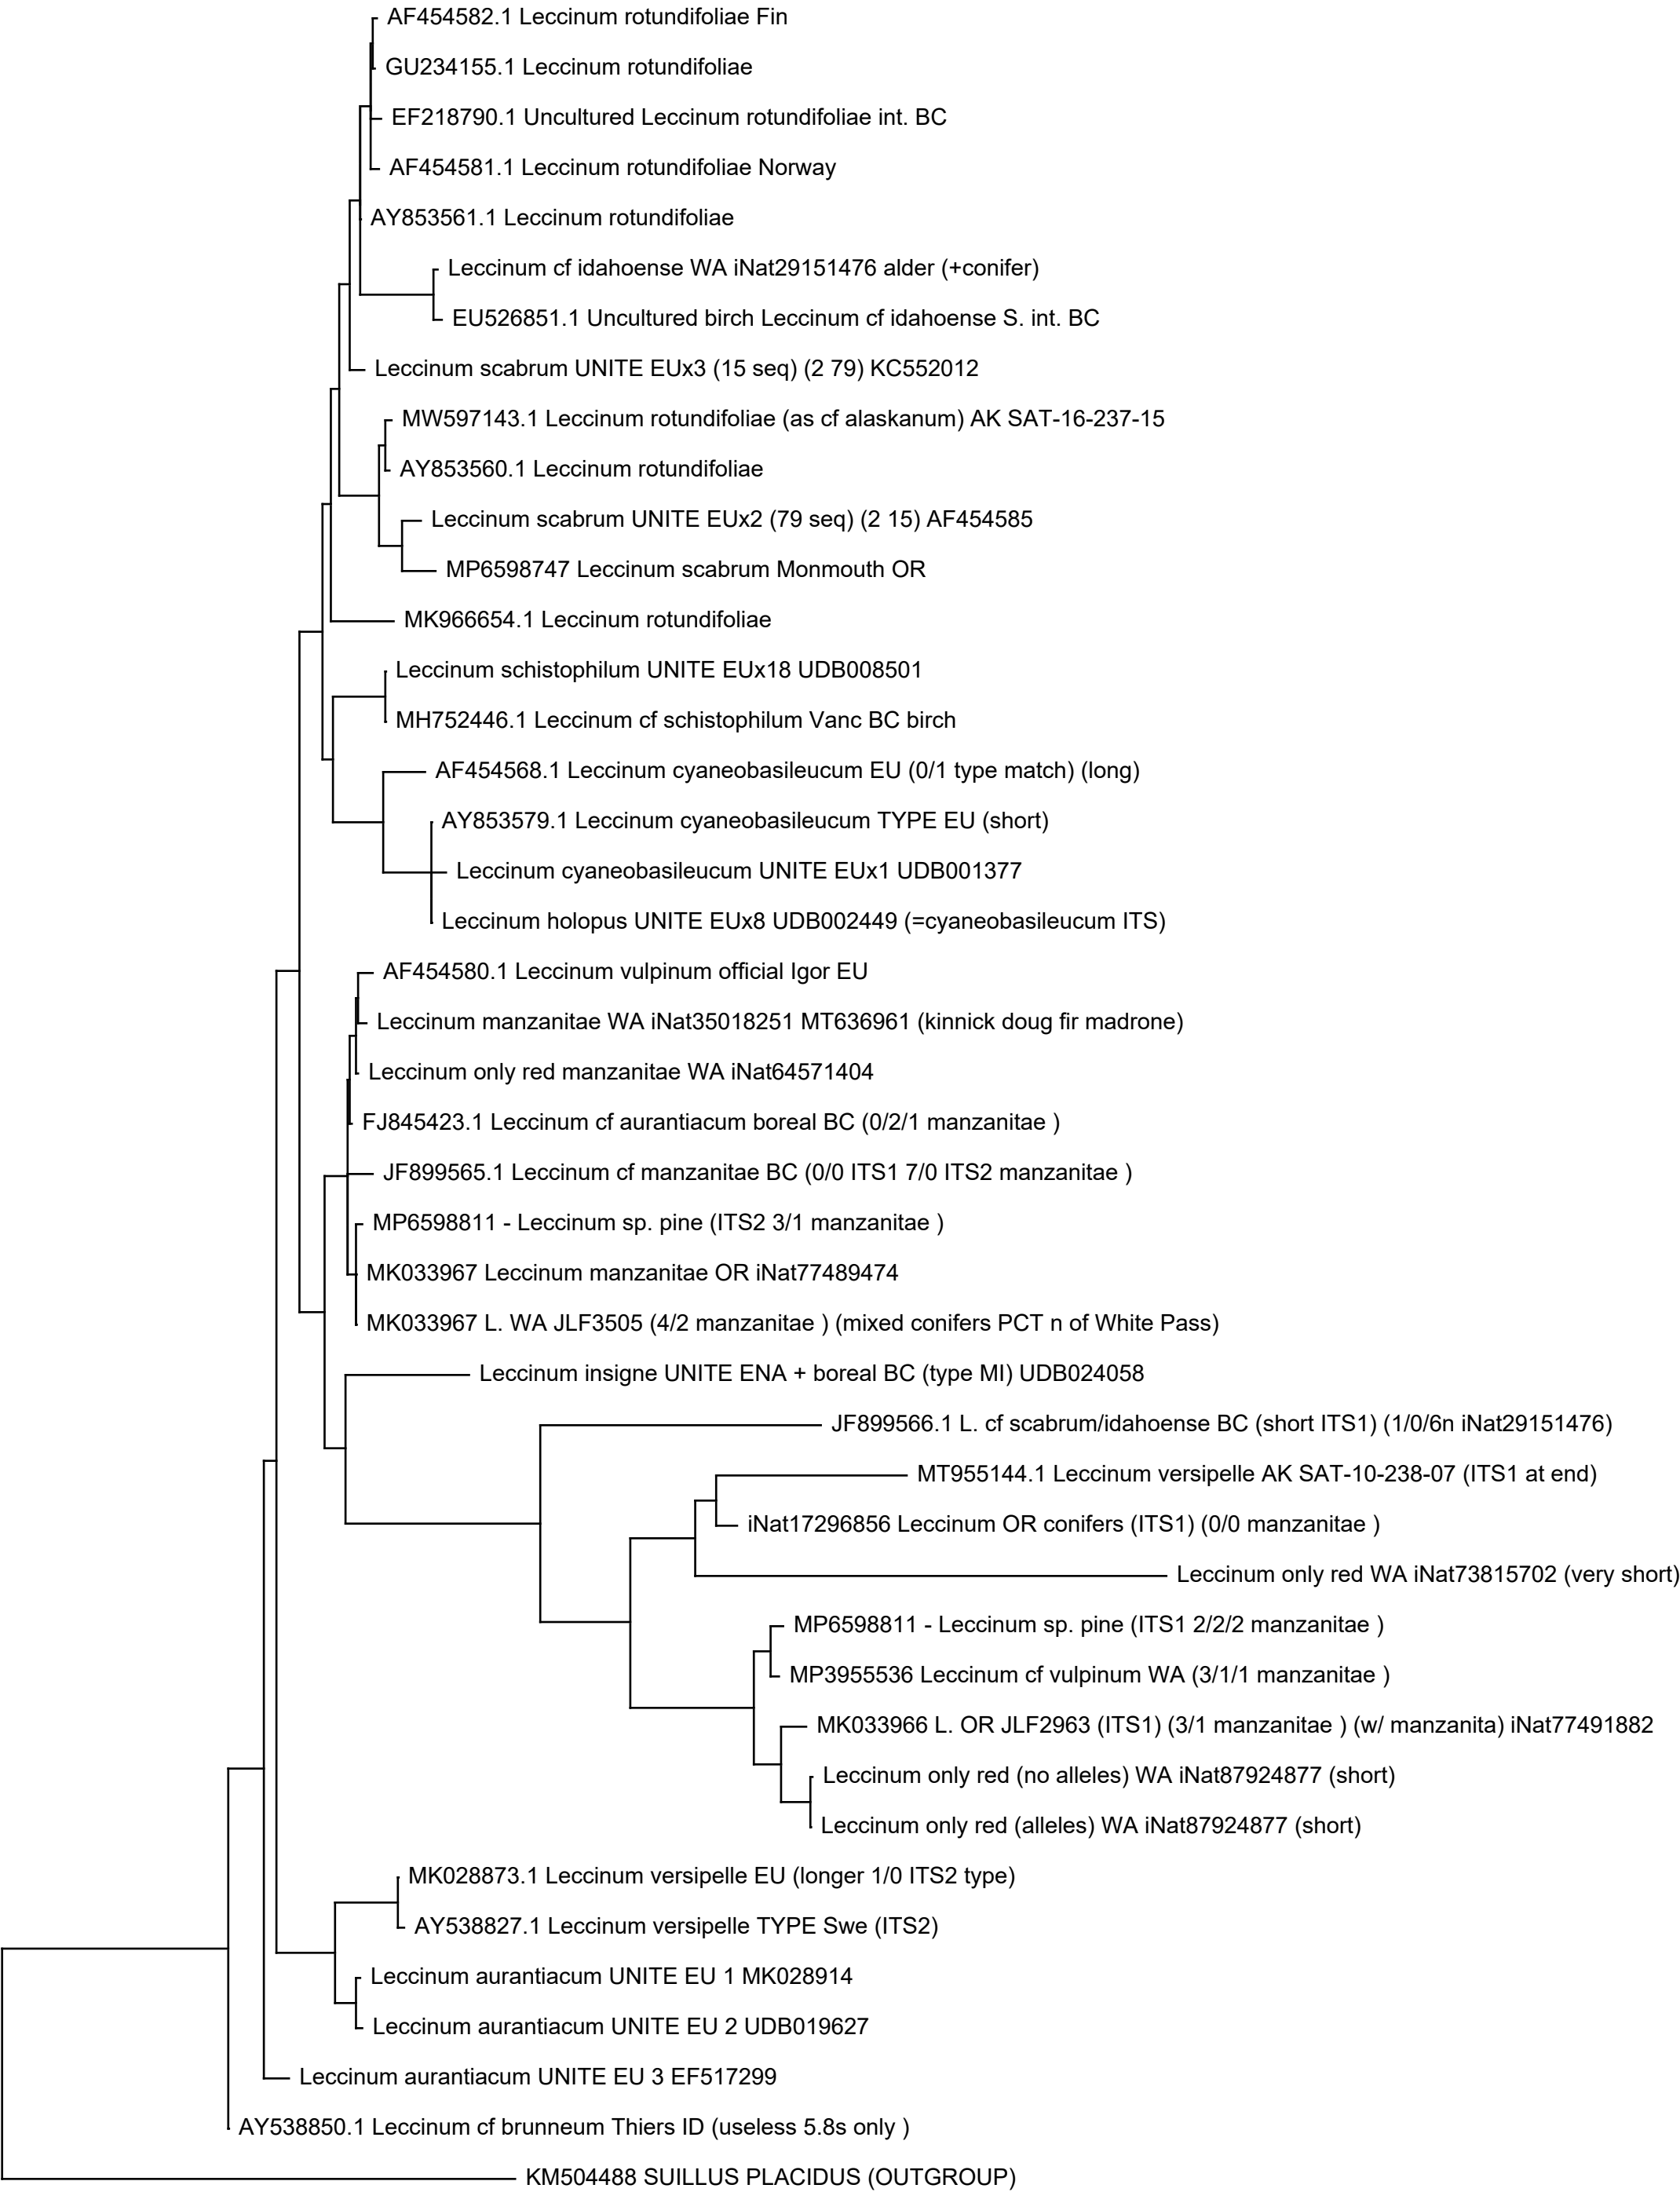 AF454582.1 Leccinum rotundifoliae Fin
GU234155.1 Leccinum rotundifoliae
EF218790.1 Uncultured Leccinum rotundifoliae int. BC
AF454581.1 Leccinum rotundifoliae Norway
AY853561.1 Leccinum rotundifoliae
Leccinum cf idahoense WA iNat29151476 alder (+conifer)
EU526851.1 Uncultured birch Leccinum cf idahoense S. int. BC
Leccinum scabrum UNITE EUx3 (15 seq) (2 79) KC552012
MW597143.1 Leccinum rotundifoliae (as cf alaskanum) AK SAT-16-237-15
AY853560.1 Leccinum rotundifoliae
Leccinum scabrum UNITE EUx2 (79 seq) (2 15) AF454585
MP6598747 Leccinum scabrum Monmouth OR
MK966654.1 Leccinum rotundifoliae
Leccinum schistophilum UNITE EUx18 UDB008501
MH752446.1 Leccinum cf schistophilum Vanc BC birch
AF454568.1 Leccinum cyaneobasileucum EU (0/1 type match) (long)
AY853579.1 Leccinum cyaneobasileucum TYPE EU (short)
Leccinum cyaneobasileucum UNITE EUx1 UDB001377
Leccinum holopus UNITE EUx8 UDB002449 (=cyaneobasileucum ITS)
AF454580.1 Leccinum vulpinum official Igor EU
Leccinum manzanitae WA iNat35018251 MT636961 (kinnick doug fir madrone)
Leccinum only red manzanitae WA iNat64571404
FJ845423.1 Leccinum cf aurantiacum boreal BC (0/2/1 manzanitae )
JF899565.1 Leccinum cf manzanitae BC (0/0 ITS1 7/0 ITS2 manzanitae )
MP6598811 - Leccinum sp. pine (ITS2 3/1 manzanitae )
MK033967 Leccinum manzanitae OR iNat77489474
MK033967 L. WA JLF3505 (4/2 manzanitae ) (mixed conifers PCT n of White Pass)
Leccinum insigne UNITE ENA + boreal BC (type MI) UDB024058
JF899566.1 L. cf scabrum/idahoense BC (short ITS1) (1/0/6n iNat29151476)
MT955144.1 Leccinum versipelle AK SAT-10-238-07 (ITS1 at end)
iNat17296856 Leccinum OR conifers (ITS1) (0/0 manzanitae )
Leccinum only red WA iNat73815702 (very short)
MP6598811 - Leccinum sp. pine (ITS1 2/2/2 manzanitae )
MP3955536 Leccinum cf vulpinum WA (3/1/1 manzanitae )
MK033966 L. OR JLF2963 (ITS1) (3/1 manzanitae ) (w/ manzanita) iNat77491882
Leccinum only red (no alleles) WA iNat87924877 (short)
Leccinum only red (alleles) WA iNat87924877 (short)
MK028873.1 Leccinum versipelle EU (longer 1/0 ITS2 type)
AY538827.1 Leccinum versipelle TYPE Swe (ITS2)
Leccinum aurantiacum UNITE EU 1 MK028914
Leccinum aurantiacum UNITE EU 2 UDB019627
Leccinum aurantiacum UNITE EU 3 EF517299
AY538850.1 Leccinum cf brunneum Thiers ID (useless 5.8s only )
KM504488 SUILLUS PLACIDUS (OUTGROUP)